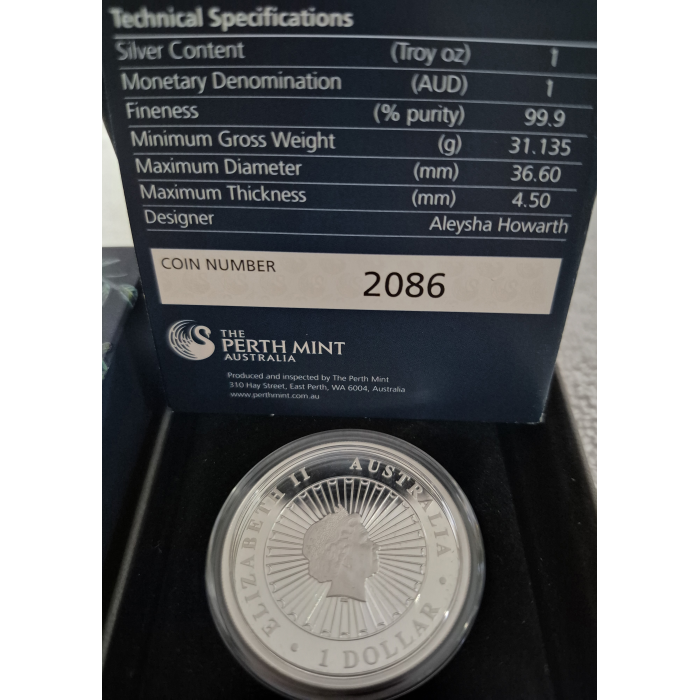 Technical Specifications
Silver Content (Troy oz) 1
Monetary Denomination (AUD) 1
Fineness (% purity) 99.9
Minimum Gross Weight (g) 31.135
Maximum Diameter (mm) 36.60
Maximum Thickness (mm) 4.50
Designer Aleysha Howarth
COIN NUMBER 2086
THE
PERTH MINT
AUSTRALIA
Produced and inspected by The Perth Mint
310 Hay Street, East Perth, WA 6004, Australia
www.perthmint.com.au
ELIZABETH II AUSTRALIA
1 DOLLAR